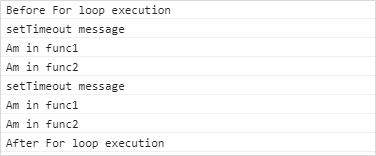 Before For loop execution
setTimeout message
Am in func1
Am in func2
setTimeout message
Am in func1
Am in func2
After For loop execution